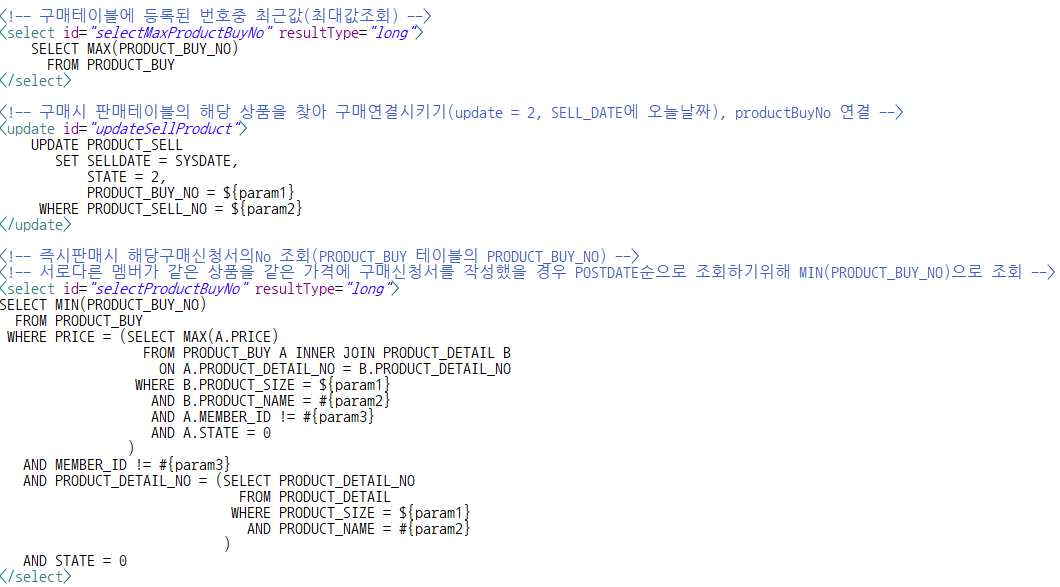 <!-- 구매테이블에 등록된 번호중 최근값(최대값조회) -->
<select id="selectMaxProductBuyNo" resultType="long">
SELECT MAX(PRODUCT_BUY_NO)
FROM PRODUCT_BUY
</select>
<!-- 구매시 판매테이블의 해당 상품을 찾아 구매연결시키기(update = 2, SELL_DATE에 오늘날짜), productBuyNo 연결 -->
<update id="updateSellProduct">
UPDATE PRODUCT_SELL
SET SELLDATE = SYSDATE,
STATE = 2,
PRODUCT_BUY_NO = ${param1}
WHERE PRODUCT_SELL_NO = ${param2}
</update>
<!-- 즉시판매시 해당구매신청서의No 조회(PRODUCT_BUY 테이블의 PRODUCT_BUY_NO) -->
<!-- 서로다른 멤버가 같은 상품을 같은 가격에 구매신청서를 작성했을 경우 POSTDATE순으로 조회하기위해 MIN(PRODUCT_BUY_NO)으로 조회 -->
<select id="selectProductBuyNo" resultType="long">
SELECT MIN(PRODUCT_BUY_NO)
FROM PRODUCT_BUY
WHERE PRICE = (SELECT MAX(A.PRICE)
FROM PRODUCT_BUY A INNER JOIN PRODUCT_DETAIL B
ON A.PRODUCT_DETAIL_NO = B.PRODUCT_DETAIL_NO
WHERE B.PRODUCT_SIZE = ${param1}
AND B.PRODUCT_NAME = #{param2}
AND A.MEMBER_ID != #{param3}
AND A.STATE = 0
)
AND MEMBER_ID != #{param3}
AND PRODUCT_DETAIL_NO = (SELECT PRODUCT_DETAIL_NO
FROM PRODUCT_DETAIL
WHERE PRODUCT_SIZE = ${param1}
AND PRODUCT_NAME = #{param2}
)
AND STATE = 0
</select>